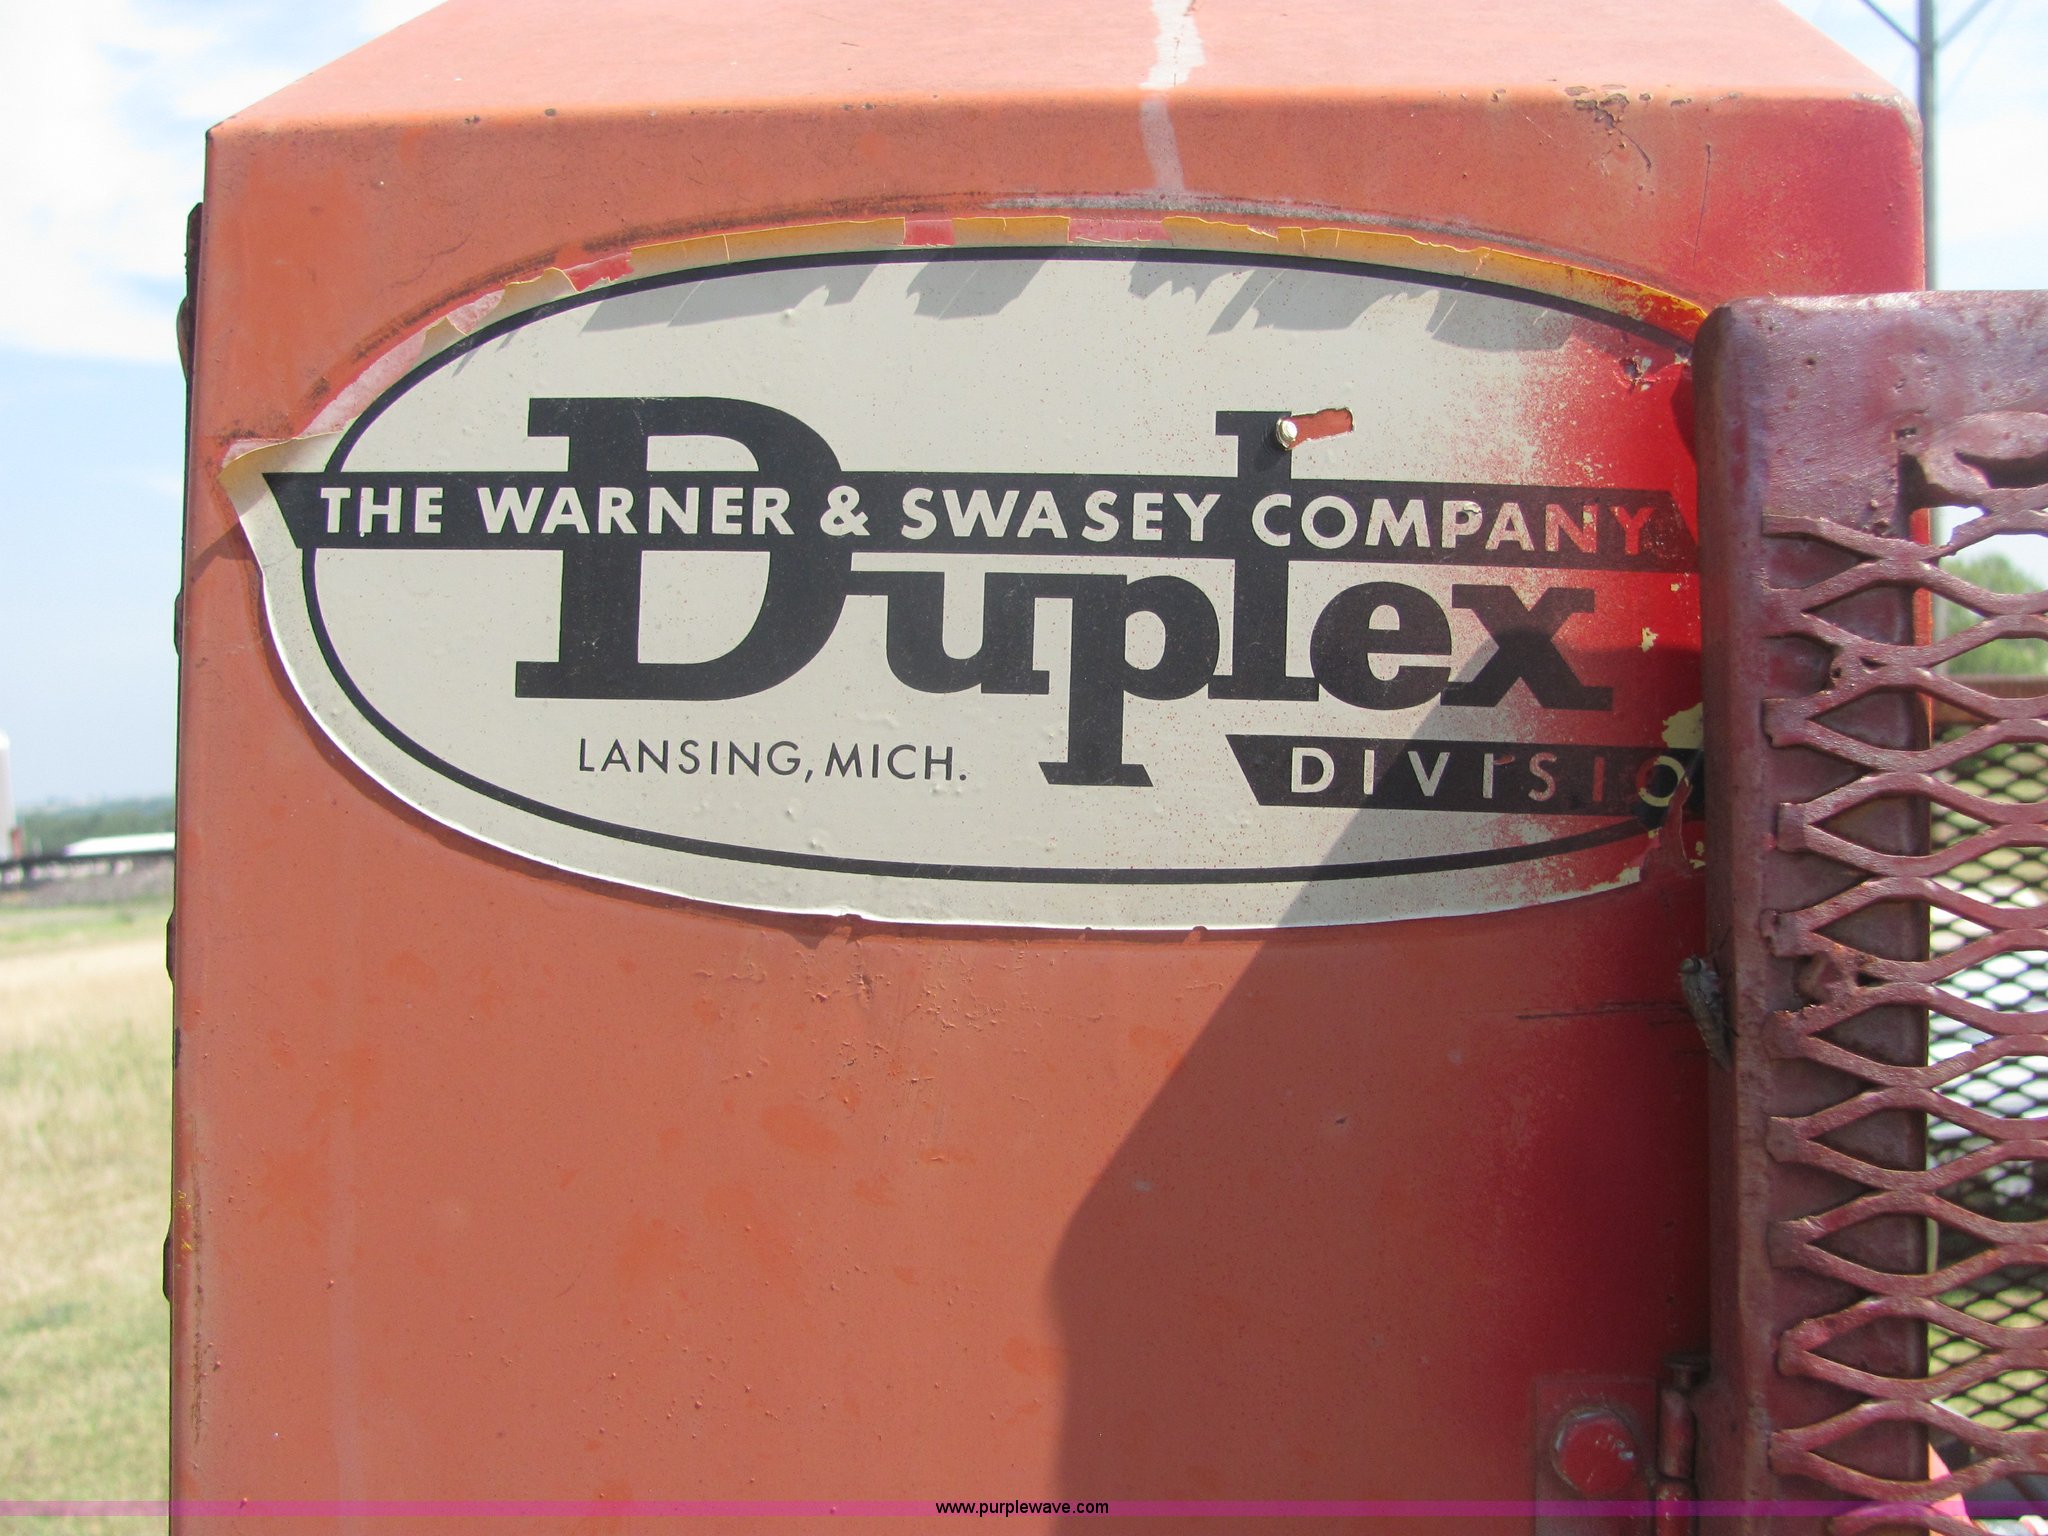 THE WARNER & SWASEY COMPANY
Duplex
LANSING, MICH.
DIVISIO
www.purplewave.com